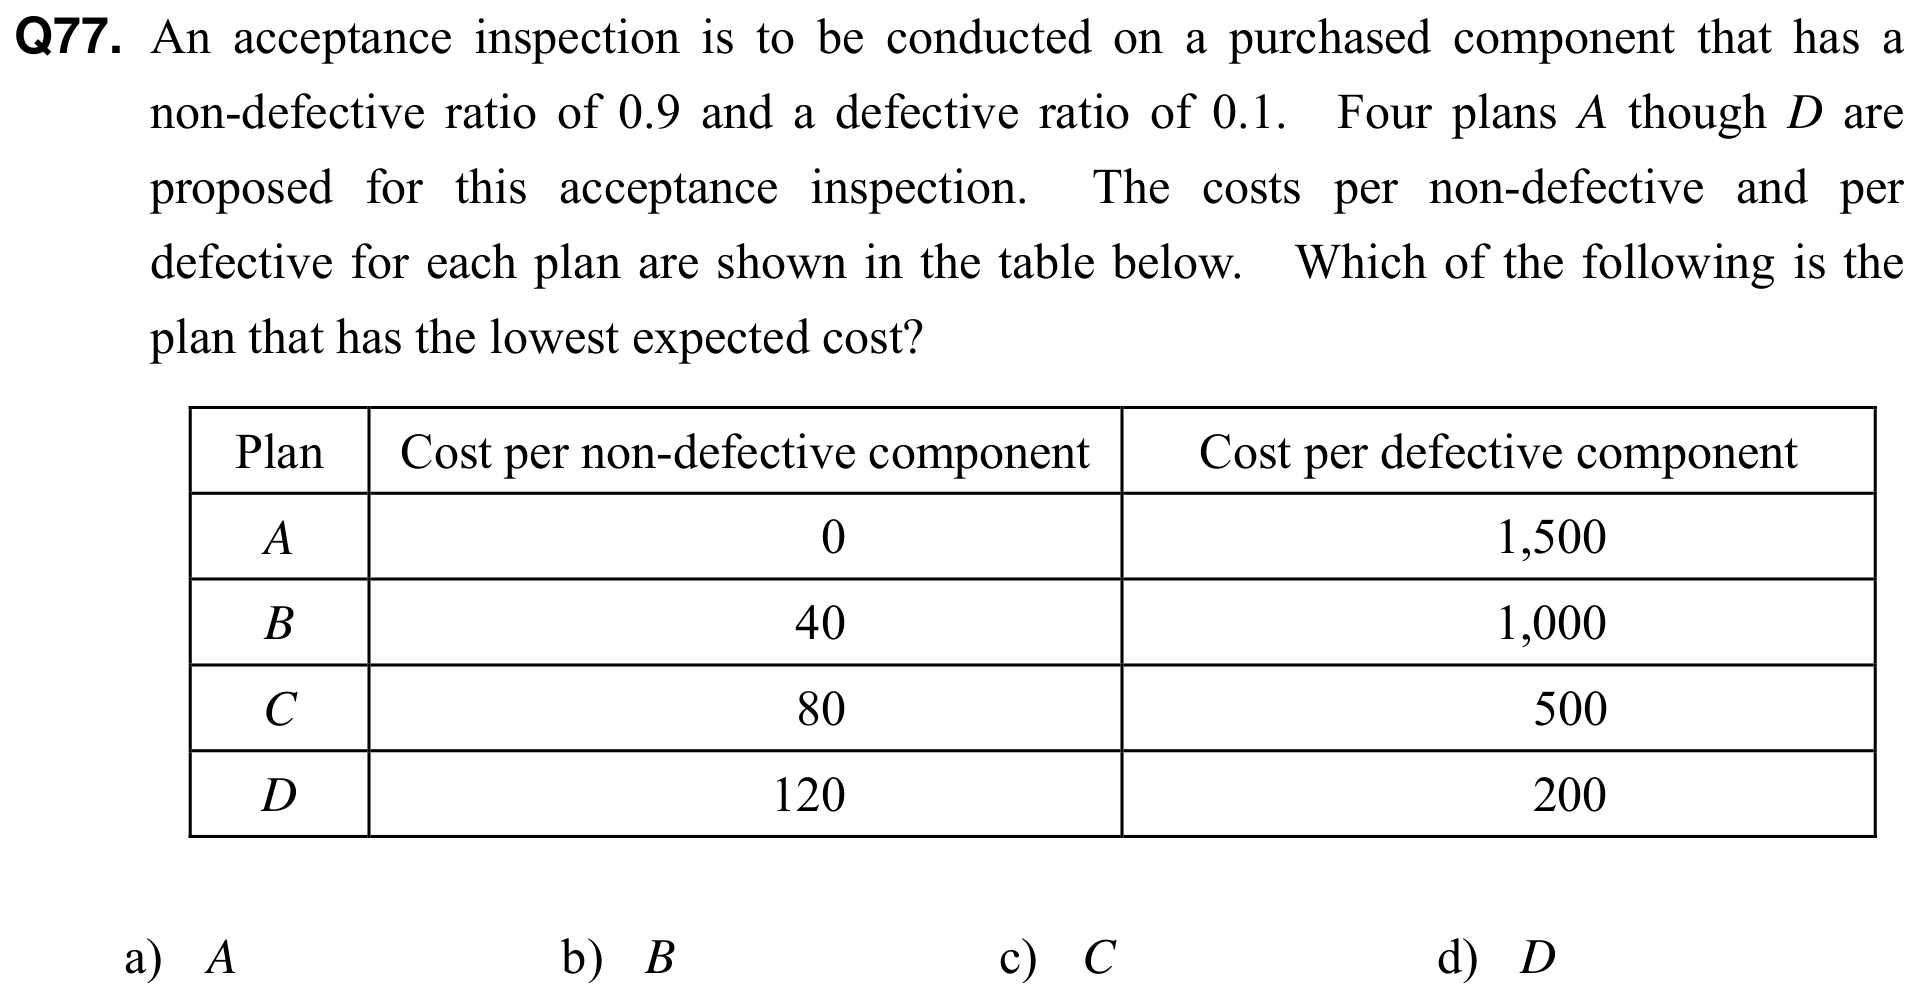 Q77. An acceptance inspection is to be conducted on a purchased component that has a
non-defective ratio of 0.9 and a defective ratio of 0.1. Four plans A though D are
proposed for this acceptance inspection. The costs per non-defective and per
defective for each plan are shown in the table below. Which of the following is the
plan that has the lowest expected cost?
Plan Cost per non-defective component Cost per defective component
A 0 1,500
B 40 1,000
C 80 500
D 120 200
a) A b) B c) C d) D